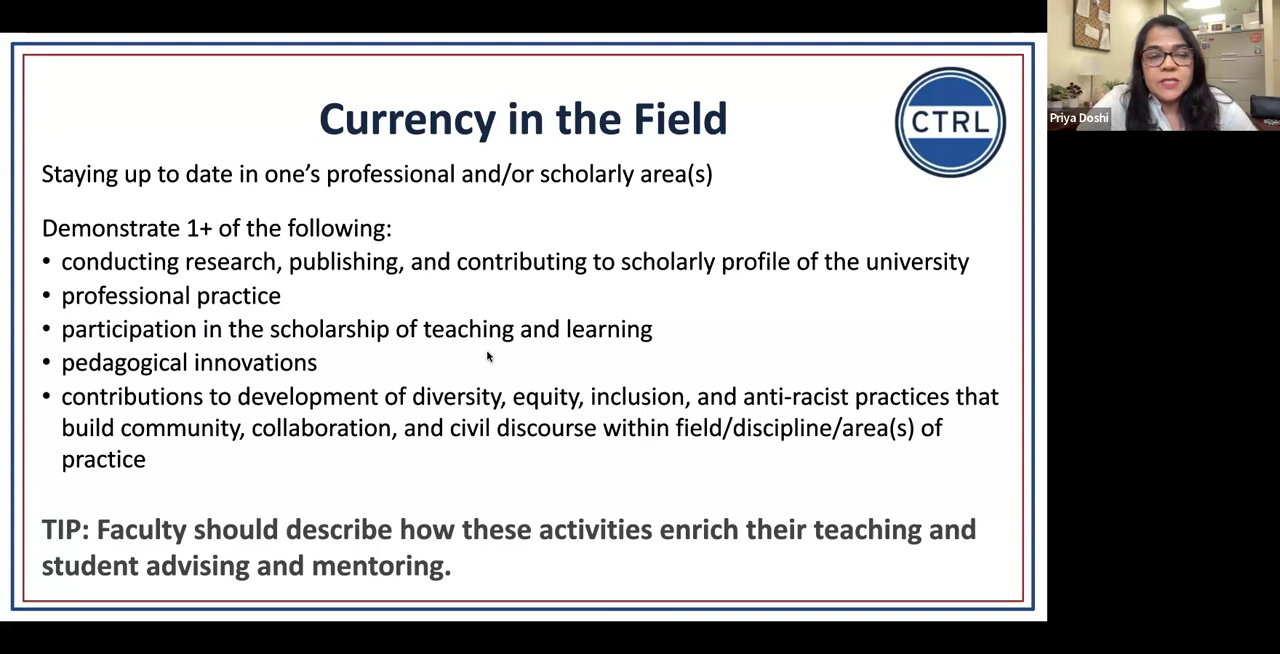 Currency in the Field
CTRL
Staying up to date in one’s professional and/or scholarly area(s)
Demonstrate 1+ of the following:
• conducting research, publishing, and contributing to scholarly profile of the university
• professional practice
• participation in the scholarship of teaching and learning
• pedagogical innovations
• contributions to development of diversity, equity, inclusion, and anti-racist practices that
build community, collaboration, and civil discourse within field/discipline/area(s) of
practice
TIP: Faculty should describe how these activities enrich their teaching and
student advising and mentoring.
Priya Doshi